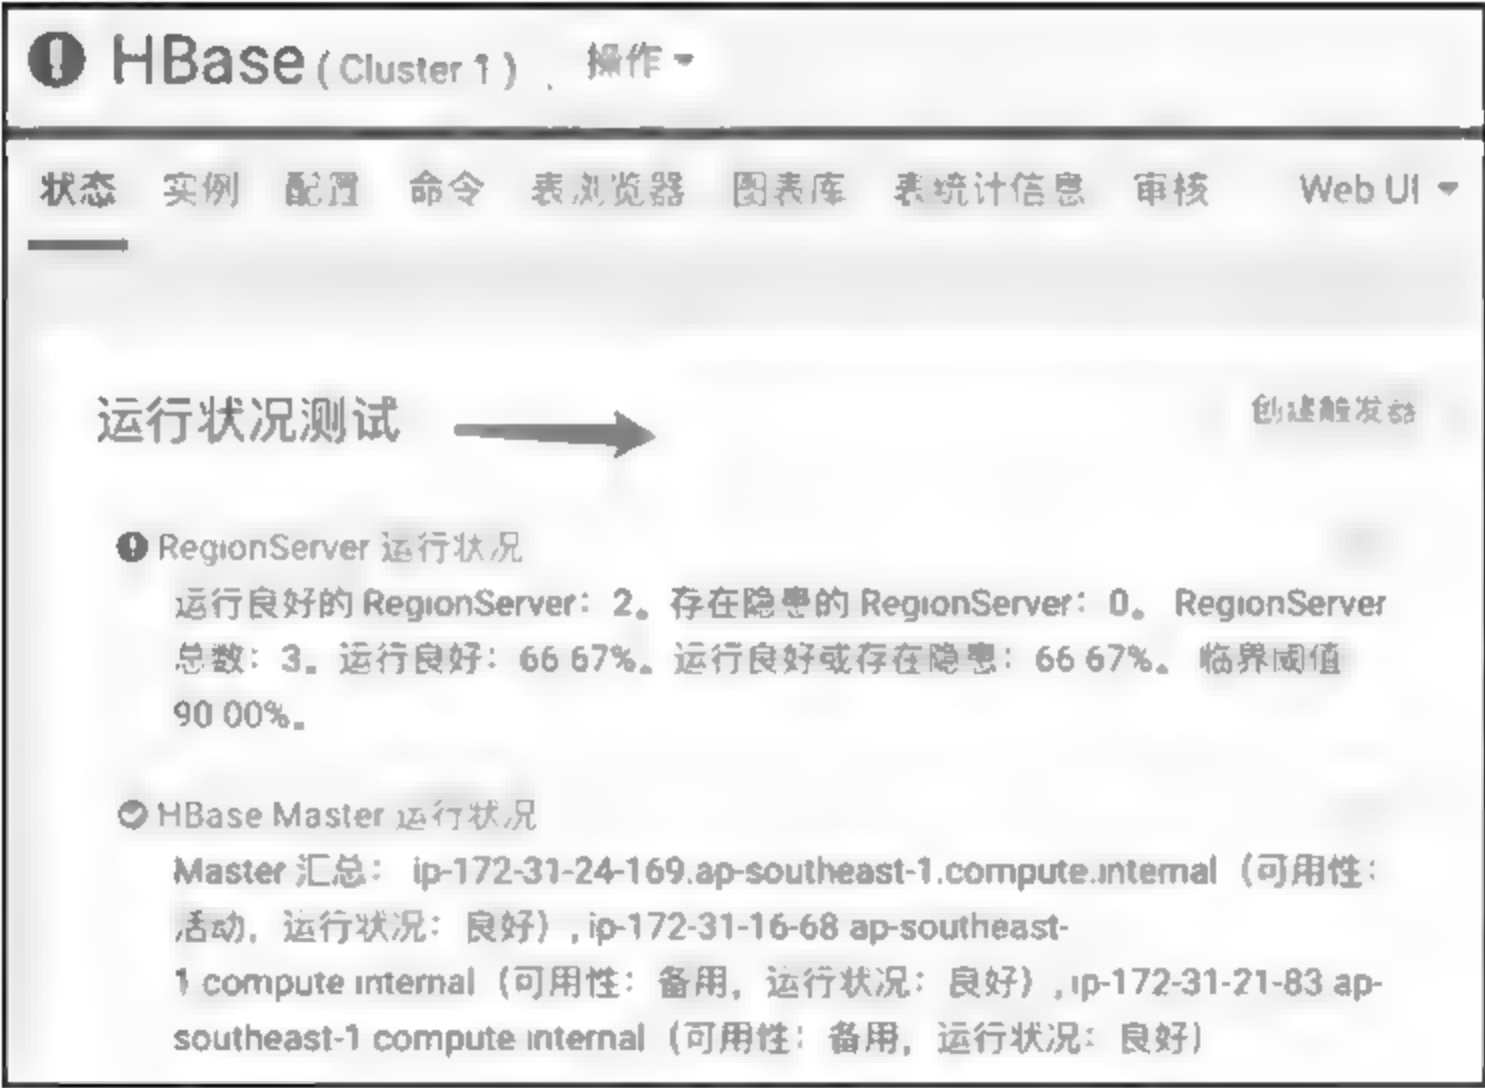 HBase (Cluster 1) 操作
状态 实例 配置 命令 表浏览器 图表库 表统计信息 审核 Web UI
运行状况测试 创建触发器
RegionServer 运行状况
运行良好的 RegionServer：2。存在隐患的 RegionServer：0。 RegionServer
总数：3。运行良好：66 67%。运行良好或存在隐患：66 67%。 临界阈值
90 00%。
HBase Master 运行状况
Master 汇总： ip-172-31-24-169.ap-southeast-1.compute.internal（可用性：
活动，运行状况：良好）, ip-172-31-16-68 ap-southeast-
1 compute internal（可用性：备用，运行状况：良好）, ip-172-31-21-83 ap-
southeast-1 compute internal（可用性：备用，运行状况：良好）